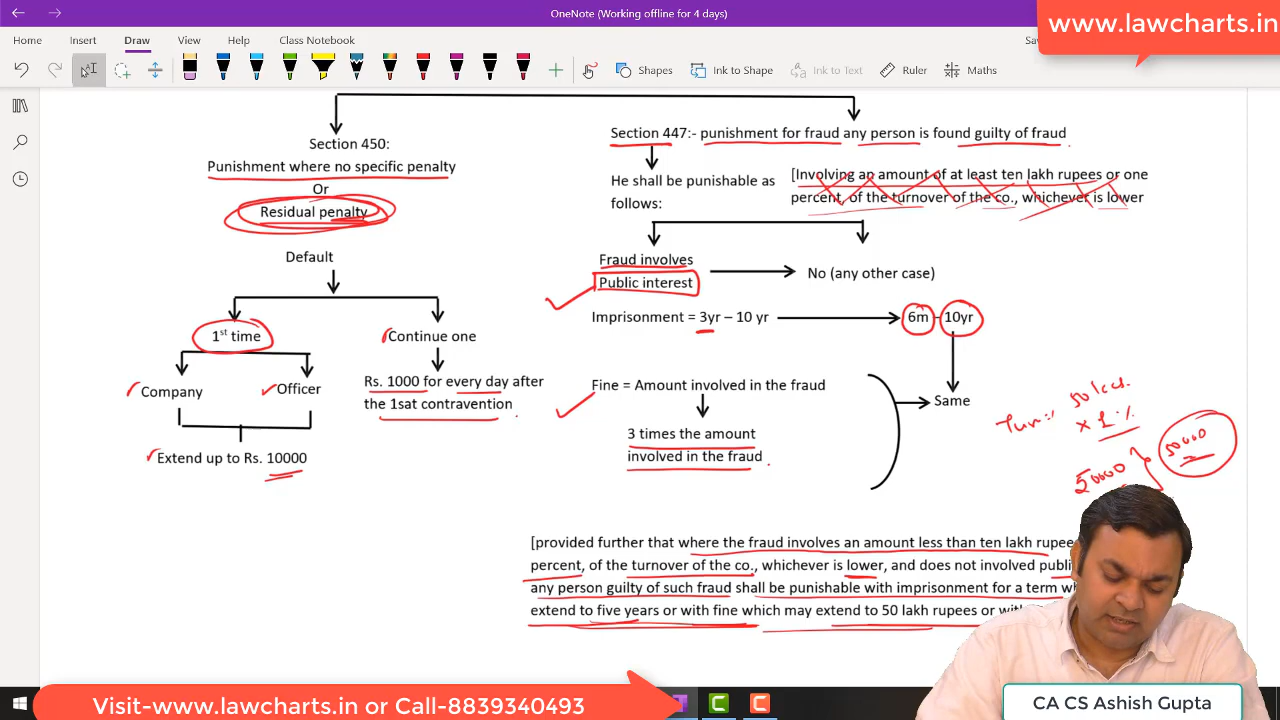 OneNote (Working offline for 4 days)
www.lawcharts.in
Home Insert Draw View Help Class Notebook
Shapes Ink to Shape Ink to Text Ruler Maths
Section 450:
Punishment where no specific penalty
Or
Residual penalty
Default
1st time
Continue one
Company
Officer
Rs. 1000 for every day after
the 1sat contravention
Extend up to Rs. 10000
Section 447:- punishment for fraud any person is found guilty of fraud
He shall be punishable as
follows:
[Involving an amount of at least ten lakh rupees or one
percent, of the turnover of the co., whichever is lower
Fraud involves
Public interest
No (any other case)
Imprisonment = 3yr – 10 yr
6m - 10yr
Fine = Amount involved in the fraud
Same
3 times the amount
involved in the fraud
x 1 %
50000
50000
[provided further that where the fraud involves an amount less than ten lakh
percent, of the turnover of the co., whichever is lower, and does not involved
any person guilty of such fraud shall be punishable with imprisonment for a term
extend to five years or with fine which may extend to 50 lakh rupees or
Visit-www.lawcharts.in or Call-8839340493
CA CS Ashish Gupta